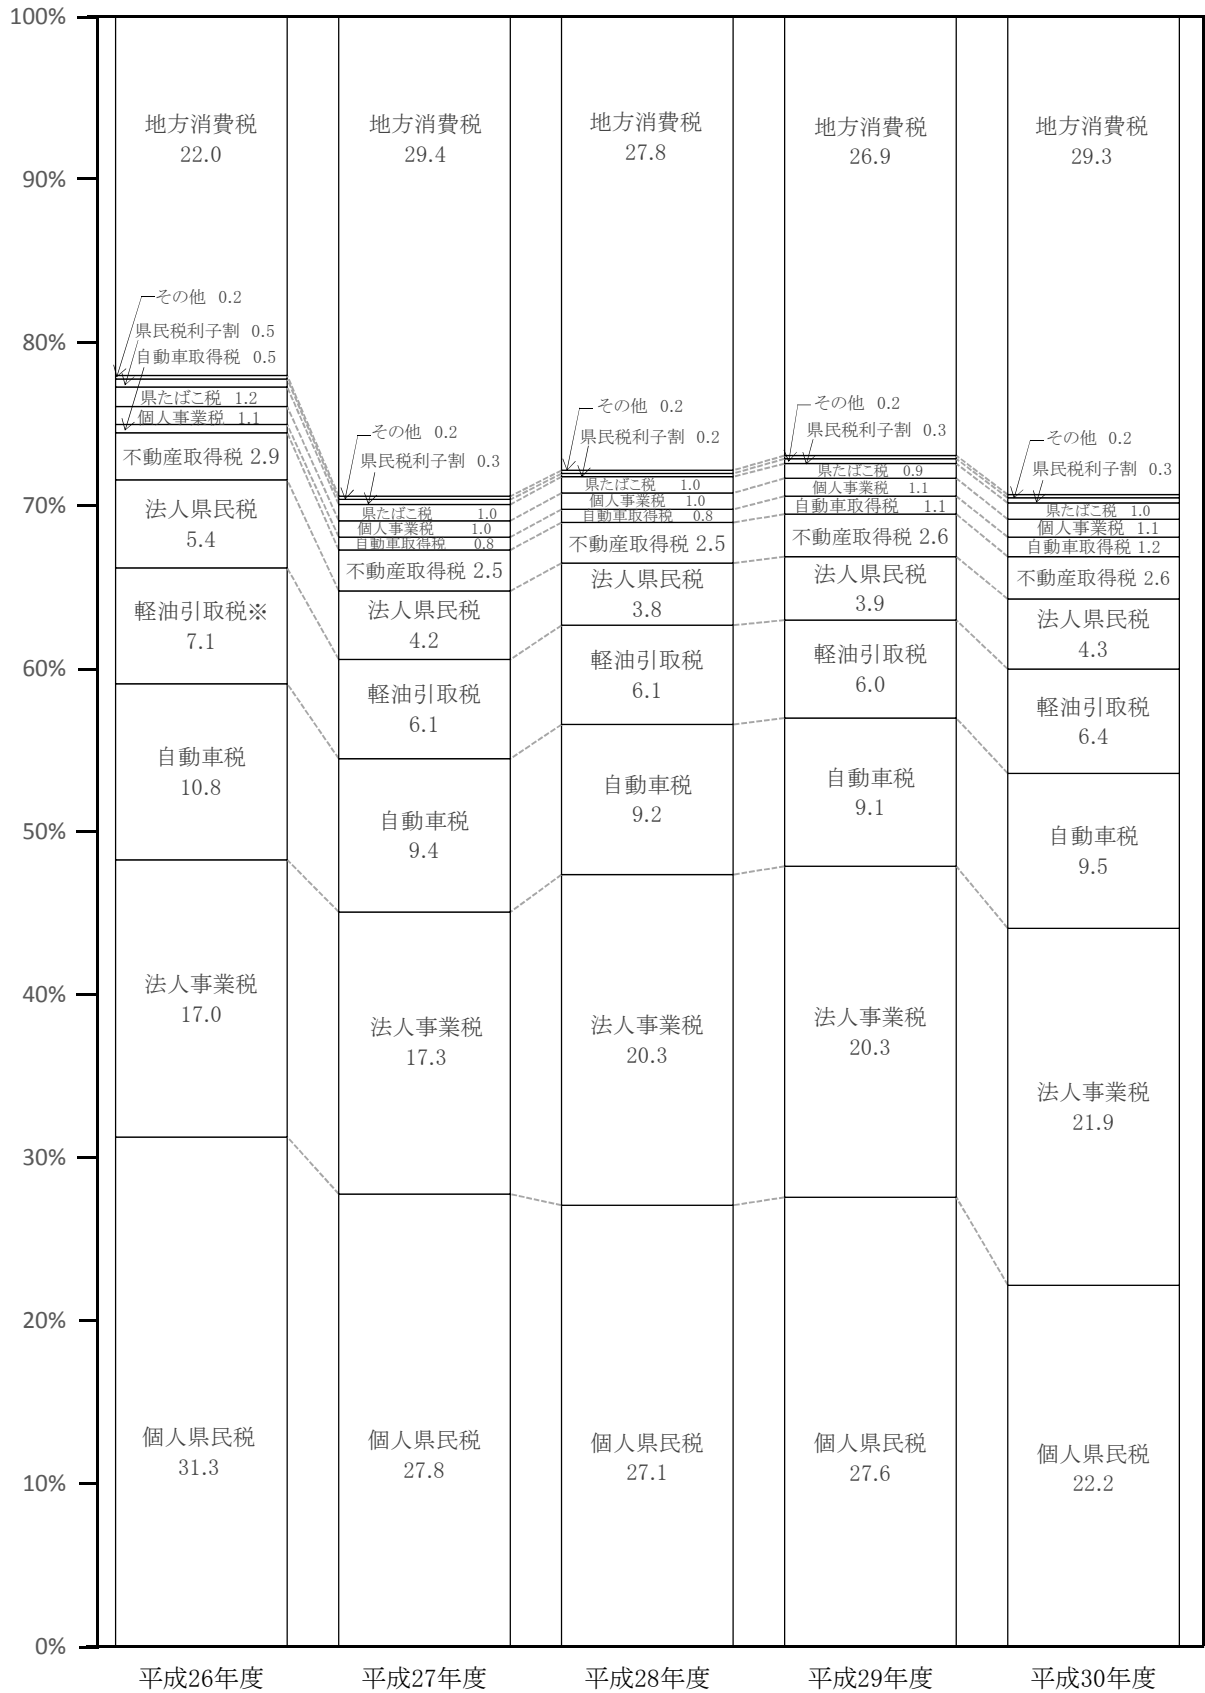 100%
90%
80%
70%
60%
50%
40%
30%
20%
10%
0%
地方消費税
22.0
その他 0.2
県民税利子割 0.5
自動車取得税 0.5
県たばこ税 1.2
個人事業税 1.1
不動産取得税 2.9
法人県民税
5.4
軽油引取税※
7.1
自動車税
10.8
法人事業税
17.0
個人県民税
31.3
平成26年度
地方消費税
29.4
その他 0.2
県民税利子割 0.3
県たばこ税 1.0
個人事業税 1.0
自動車取得税 0.8
不動産取得税 2.5
法人県民税
4.2
軽油引取税
6.1
自動車税
9.4
法人事業税
17.3
個人県民税
27.8
平成27年度
地方消費税
27.8
その他 0.2
県民税利子割 0.2
県たばこ税 1.0
個人事業税 1.0
自動車取得税 0.8
不動産取得税 2.5
法人県民税
3.8
軽油引取税
6.1
自動車税
9.2
法人事業税
20.3
個人県民税
27.1
平成28年度
地方消費税
26.9
その他 0.2
県民税利子割 0.3
県たばこ税 0.9
個人事業税 1.1
自動車取得税 1.1
不動産取得税 2.6
法人県民税
3.9
軽油引取税
6.0
自動車税
9.1
法人事業税
20.3
個人県民税
27.6
平成29年度
地方消費税
29.3
その他 0.2
県民税利子割 0.3
県たばこ税 1.0
個人事業税 1.1
自動車取得税 1.2
不動産取得税 2.6
法人県民税
4.3
軽油引取税
6.4
自動車税
9.5
法人事業税
21.9
個人県民税
22.2
平成30年度